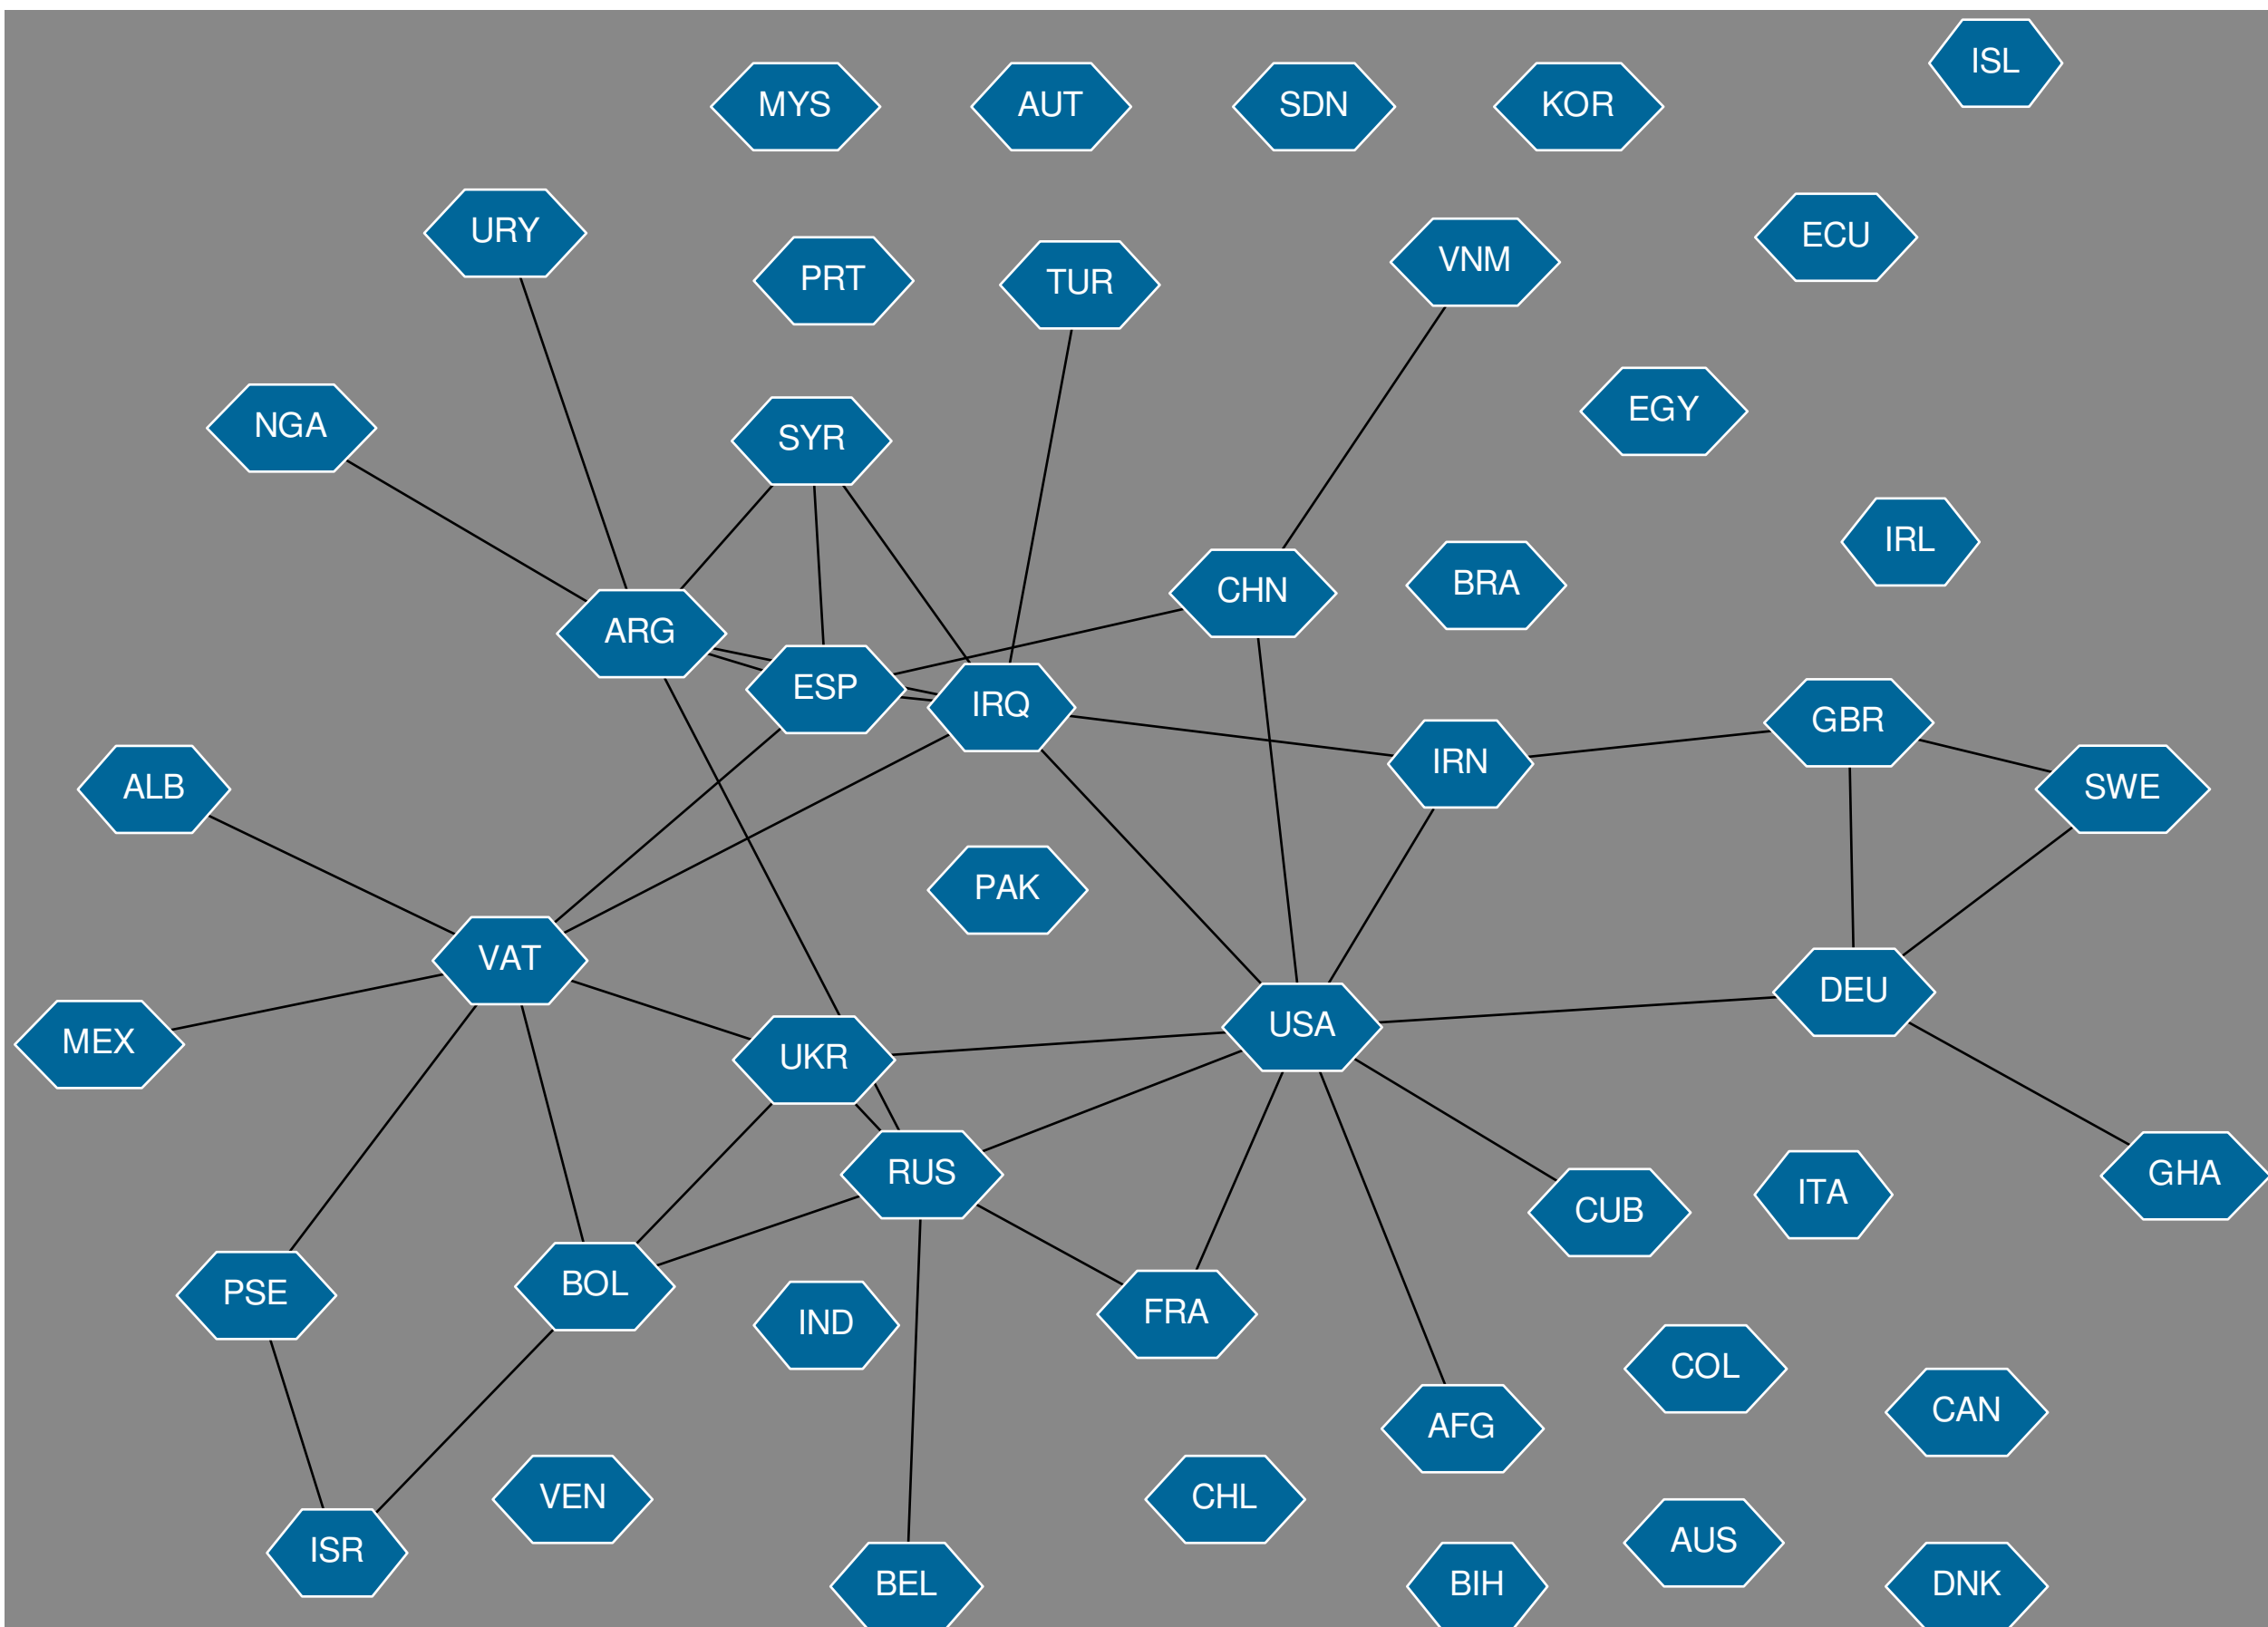 ISL
MYS
AUT
SDN
KOR
URY
ECU
VNM
PRT
TUR
EGY
NGA
SYR
IRL
BRA
CHN
ARG
ESP
IRQ
GBR
IRN
ALB
SWE
PAK
VAT
DEU
USA
MEX
UKR
RUS
GHA
ITA
CUB
BOL
PSE
FRA
IND
COL
CAN
AFG
VEN
CHL
AUS
ISR
BEL
BIH
DNK